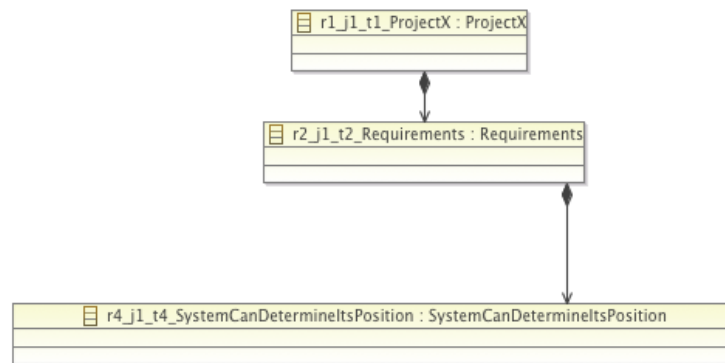 r1_j1_t1_ProjectX : ProjectX
r2_j1_t2_Requirements : Requirements
r4_j1_t4_SystemCanDetermineItsPosition : SystemCanDetermineItsPosition